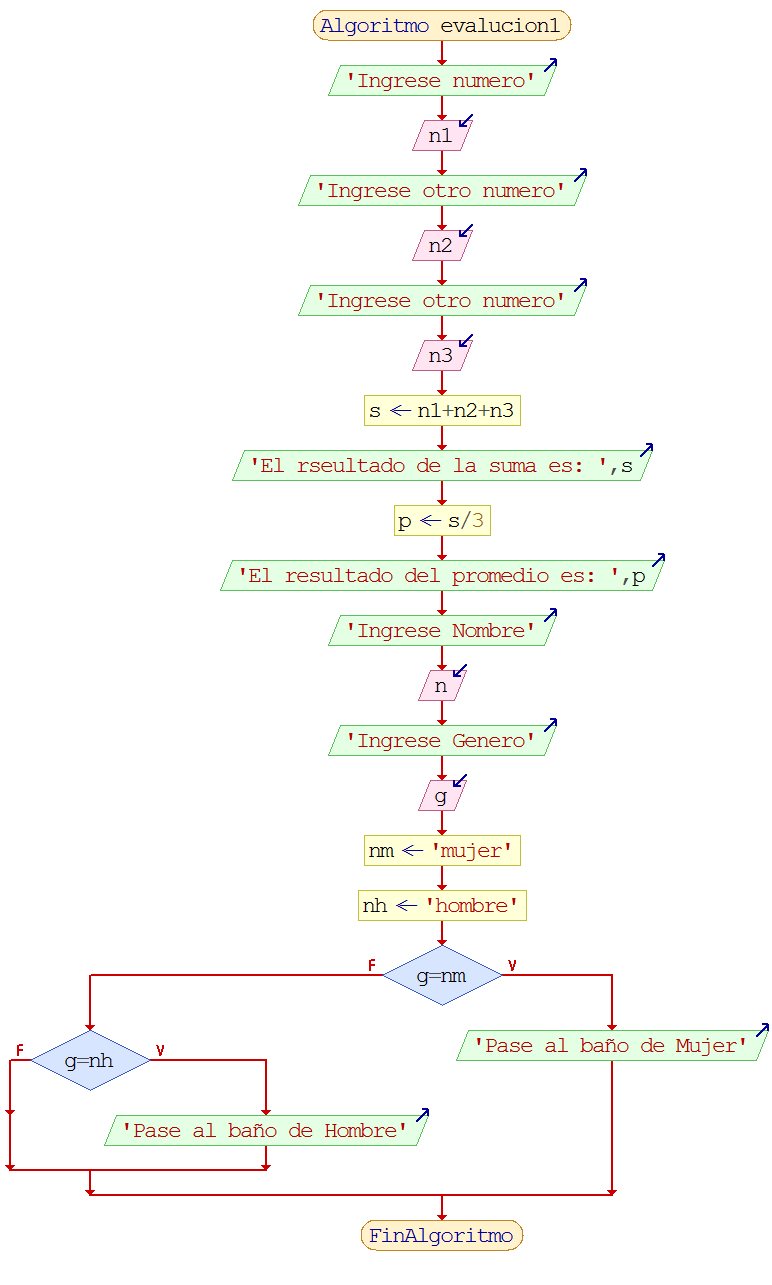 Algoritmo evalucion1
'Ingrese numero'
n1
'Ingrese otro numero'
n2
'Ingrese otro numero'
n3
s ← n1+n2+n3
'El rseultado de la suma es: ',s
p ← s/3
'El resultado del promedio es: ',p
'Ingrese Nombre'
n
'Ingrese Genero'
g
nm ← 'mujer'
nh ← 'hombre'
F
V
g=nm
F
V
g=nh
'Pase al baño de Mujer'
'Pase al baño de Hombre'
FinAlgoritmo